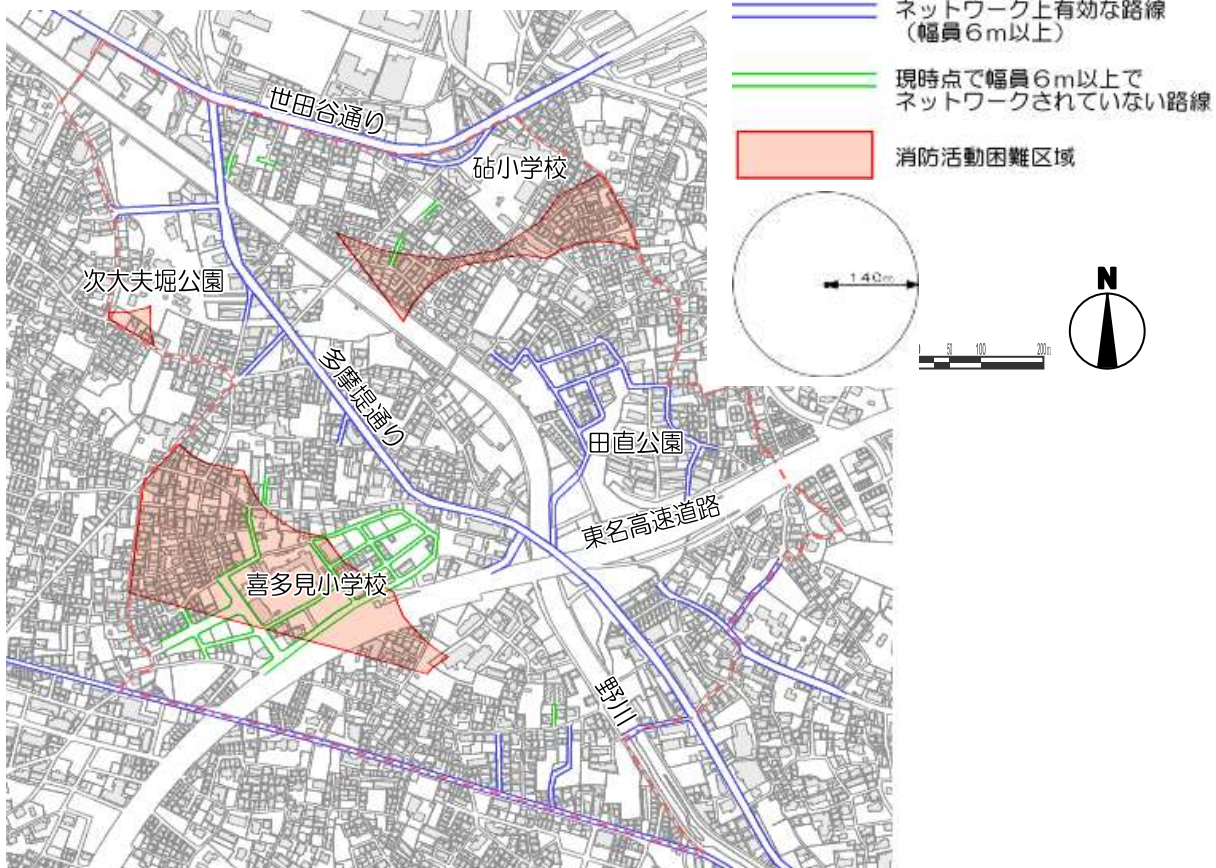 ネットワーク上有効な路線
（幅員６ｍ以上）
現時点で幅員６ｍ以上で
ネットワークされていない路線
消防活動困難区域
140m
N
50 100 200m
世田谷通り
砧小学校
次大夫堀公園
多摩堤通り
田直公園
東名高速道路
喜多見小学校
野川